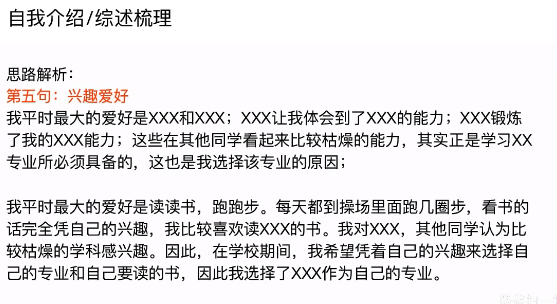 自我介绍/综述梳理
思路解析：
第五句：兴趣爱好
我平时最大的爱好是XXX和XXX；XXX让我体会到了XXX的能力；XXX锻炼
了我的XXX能力；这些在其他同学看起来比较枯燥的能力，其实正是学习XX
专业所必须具备的，这也是我选择该专业的原因；
我平时最大的爱好是读读书，跑跑步。每天都到操场里面跑几圈步，看书的
话完全凭自己的兴趣，我比较喜欢读XXX的书。我对XXX，其他同学认为比
较枯燥的学科感兴趣。因此，在学校期间，我希望凭着自己的兴趣来选择自
己的专业和自己要读的书，因此我选择了XXX作为自己的专业。